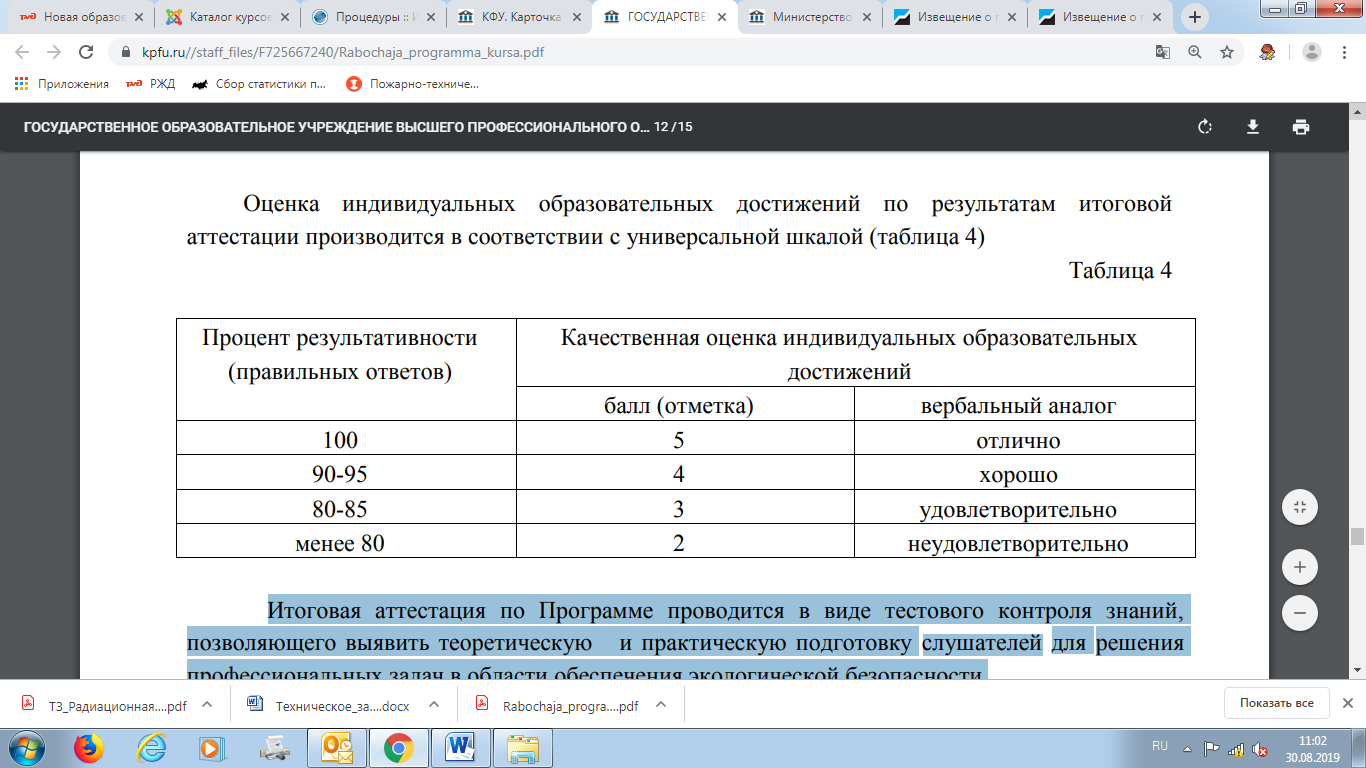 Новая образов
Каталог курсов
Процедуры :: И
КФУ. Карточка
ГОСУДАРСТВЕН
Министерство
Извещение о п
Извещение о п
kpfu.ru//staff_files/F725667240/Rabochaja_programma_kursa.pdf
Приложения
РЖД
Сбор статистики п...
Пожарно-техниче...
ГОСУДАРСТВЕННОЕ ОБРАЗОВАТЕЛЬНОЕ УЧРЕЖДЕНИЕ ВЫСШЕГО ПРОФЕССИОНАЛЬНОГО О... 12 / 15
Оценка индивидуальных образовательных достижений по результатам итоговой
аттестации производится в соответствии с универсальной шкалой (таблица 4)
Таблица 4
Процент результативности
(правильных ответов)
Качественная оценка индивидуальных образовательных
достижений
балл (отметка) вербальный аналог
100 5 отлично
90-95 4 хорошо
80-85 3 удовлетворительно
менее 80 2 неудовлетворительно
Итоговая аттестация по Программе проводится в виде тестового контроля знаний,
позволяющего выявить теоретическую и практическую подготовку слушателей для решения
профессиональных задач в области обеспечения экологической безопасности.
ТЗ_Радиационная....pdf
Техническое_за....docx
Rabochaja_progra....pdf
Показать все
RU
11:02
30.08.2019